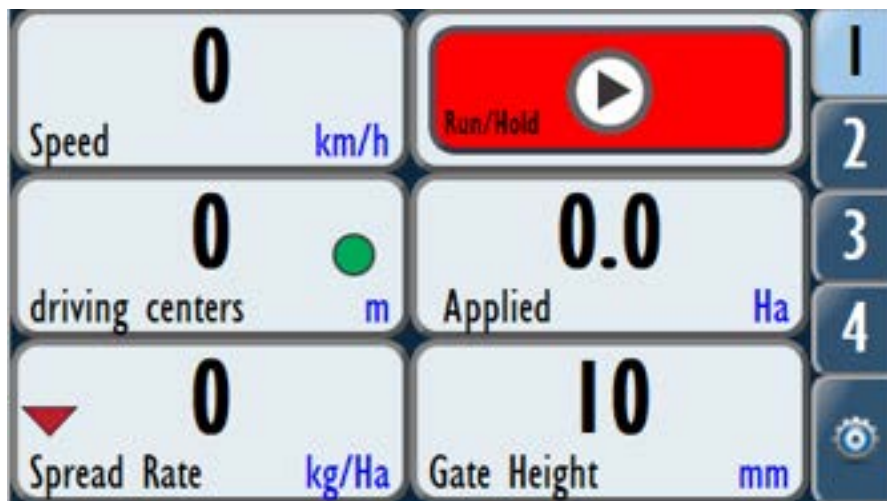 0
Speed km/h
Run/Hold
0
driving centers m
0.0
Applied Ha
0
Spread Rate kg/Ha
10
Gate Height mm
1
2
3
4